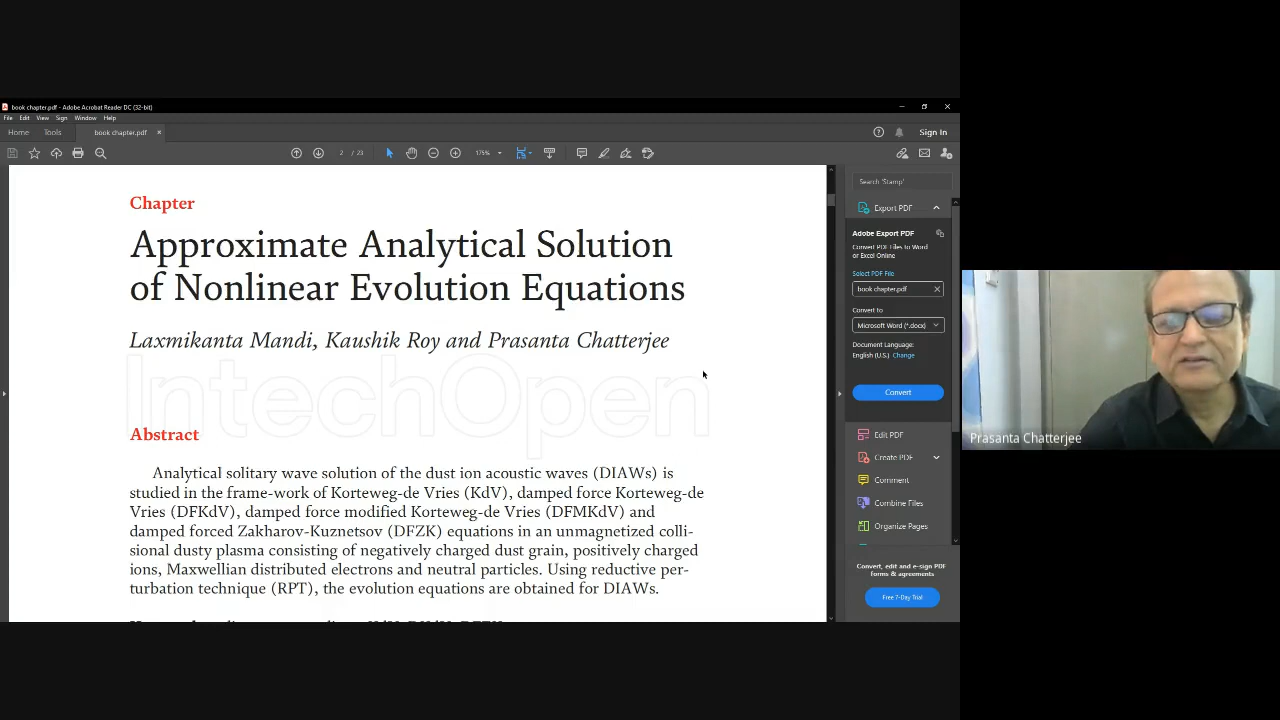 book chapter.pdf - Adobe Acrobat Reader DC (32-bit)
File Edit View Sign Window Help
Home Tools book chapter.pdf × Sign In
2 / 23 175%
Chapter
Approximate Analytical Solution
of Nonlinear Evolution Equations
Laxmikanta Mandi, Kaushik Roy and Prasanta Chatterjee
IntechOpen
Abstract
Analytical solitary wave solution of the dust ion acoustic waves (DIAWs) is
studied in the frame-work of Korteweg-de Vries (KdV), damped force Korteweg-de
Vries (DFKdV), damped force modified Korteweg-de Vries (DFMKdV) and
damped forced Zakharov-Kuznetsov (DFZK) equations in an unmagnetized colli-
sional dusty plasma consisting of negatively charged dust grain, positively charged
ions, Maxwellian distributed electrons and neutral particles. Using reductive per-
turbation technique (RPT), the evolution equations are obtained for DIAWs.
Search 'Stamp'
Export PDF
Adobe Export PDF
Convert PDF Files to Word
or Excel Online
Select PDF File
book chapter.pdf
Convert to
Microsoft Word (*.docx)
Document Language:
English (U.S.) Change
Convert
Edit PDF
Create PDF
Comment
Combine Files
Organize Pages
Convert, edit and e-sign PDF
forms & agreements
Free 7-Day Trial
Prasanta Chatterjee